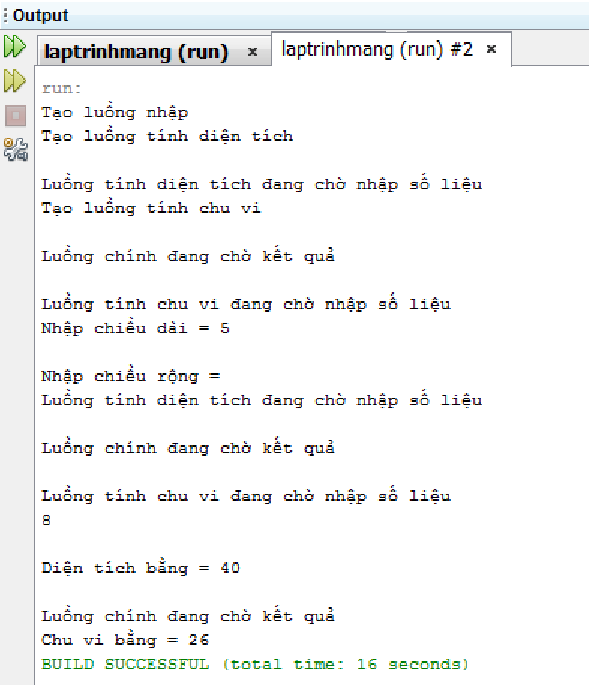 Output
laptrinhmang (run) × laptrinhmang (run) #2 ×
run:
Tạo luồng nhập
Tạo luồng tính diện tích
Luồng tính diện tích đang chờ nhập số liệu
Tạo luồng tính chu vi
Luồng chính đang chờ kết quả
Luồng tính chu vi đang chờ nhập số liệu
Nhập chiều dài = 5
Nhập chiều rộng =
Luồng tính diện tích đang chờ nhập số liệu
Luồng chính đang chờ kết quả
Luồng tính chu vi đang chờ nhập số liệu
8
Diện tích bằng = 40
Luồng chính đang chờ kết quả
Chu vi bằng = 26
BUILD SUCCESSFUL (total time: 16 seconds)